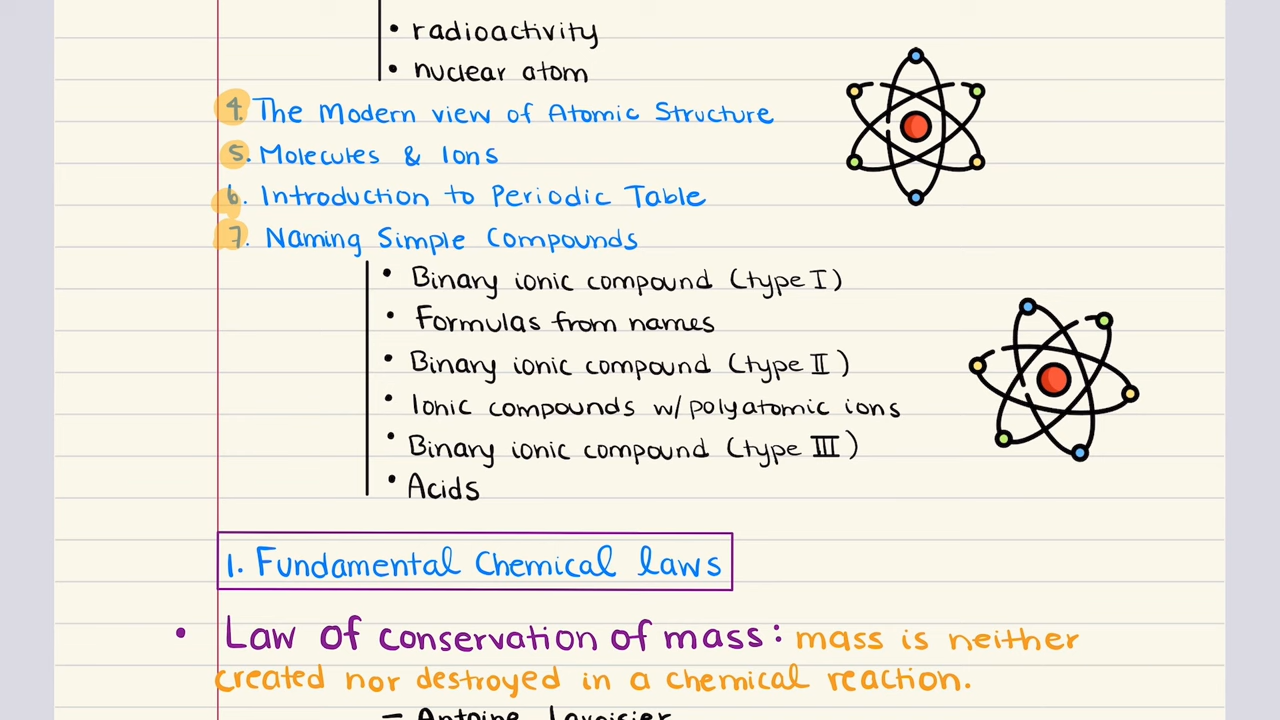 • radioactivity
• nuclear atom
4. The Modern view of Atomic Structure
5. Molecules & Ions
6. Introduction to Periodic Table
7. Naming Simple Compounds
• Binary ionic compound (type I)
• Formulas from names
• Binary ionic compound (type II)
• Ionic compounds w/ polyatomic ions
• Binary ionic compound (type III)
• Acids
1. Fundamental Chemical laws
• Law of conservation of mass: mass is neither
created nor destroyed in a chemical reaction.
– Antoine Lavoisier